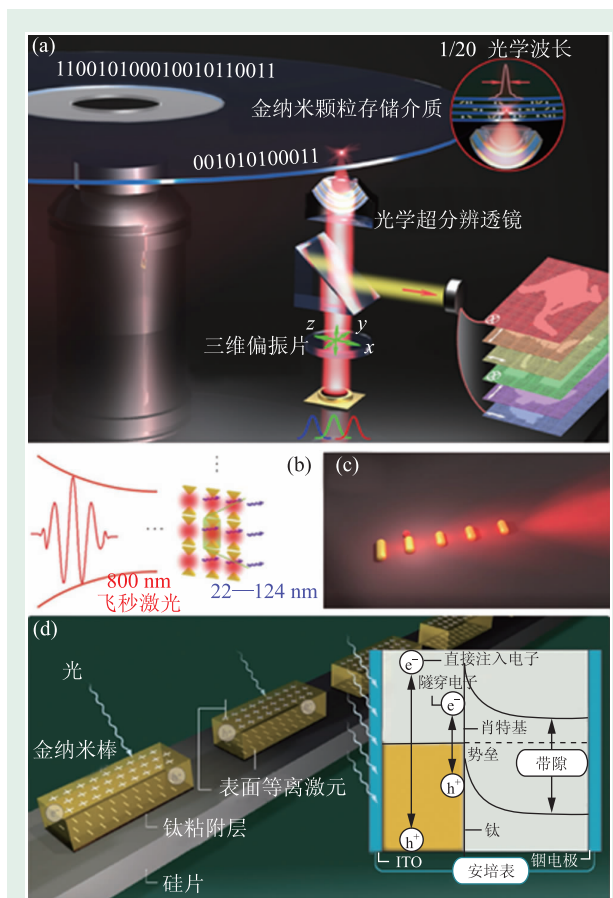 (a)
1/20 光学波长
110010100010010110011
金纳米颗粒存储介质
001010100011
光学超分辨透镜
z
y
三维偏振片
x
(b)
(c)
800 nm
飞秒激光
22—124 nm
(d)
光
金纳米棒
表面等离激元
钛粘附层
硅片
e⁻
直接注入电子
隧穿电子
e⁻
肖特基
势垒
带隙
h⁺
h⁺
钛
ITO
安培表
铟电极